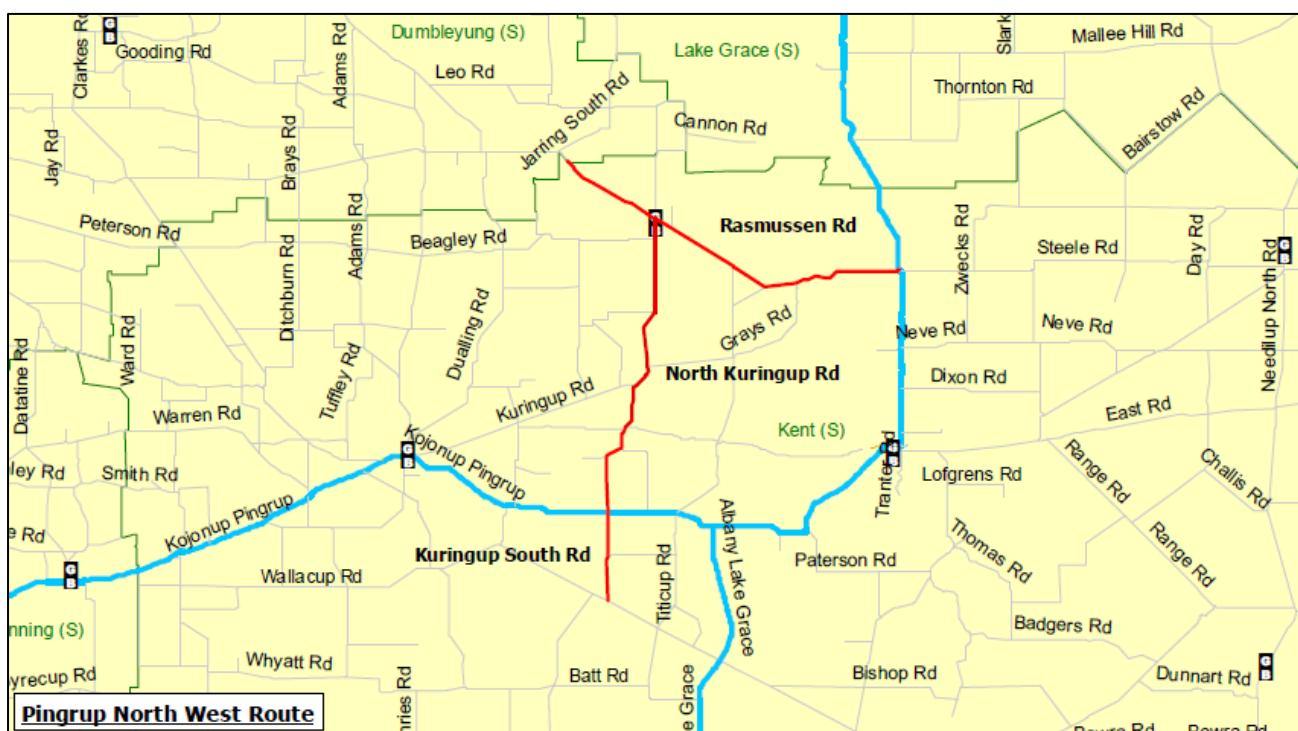 Clarkes Rd
Gooding Rd
Adams Rd
Dumbleyung (S)
Leo Rd
Lake Grace (S)
Slark
Mallee Hill Rd
Thornton Rd
Jay Rd
Brays Rd
Jarring South Rd
Cannon Rd
Bairstow Rd
Peterson Rd
Adams Rd
Beagley Rd
Rasmussen Rd
Zwecks Rd
Steele Rd
Day Rd
Needilup North Rd
Ditchburn Rd
Datatine Rd
Ward Rd
Tuffley Rd
Dualling Rd
Grays Rd
Neve Rd
Neve Rd
North Kuringup Rd
Dixon Rd
Warren Rd
Kuringup Rd
East Rd
Kent (S)
Kojonup Pingrup
ley Rd
Smith Rd
Tranter Rd
Lofgrens Rd
Range Rd
Challis Rd
Kojonup Pingrup
e Rd
Kuringup South Rd
Albany Lake Grace
Paterson Rd
Thomas Rd
Range Rd
Wallacup Rd
Titicup Rd
nning (S)
Badgers Rd
Whyatt Rd
Batt Rd
Bishop Rd
Dunnart Rd
yrecup Rd
hries Rd
e Grace
Pingrup North West Route